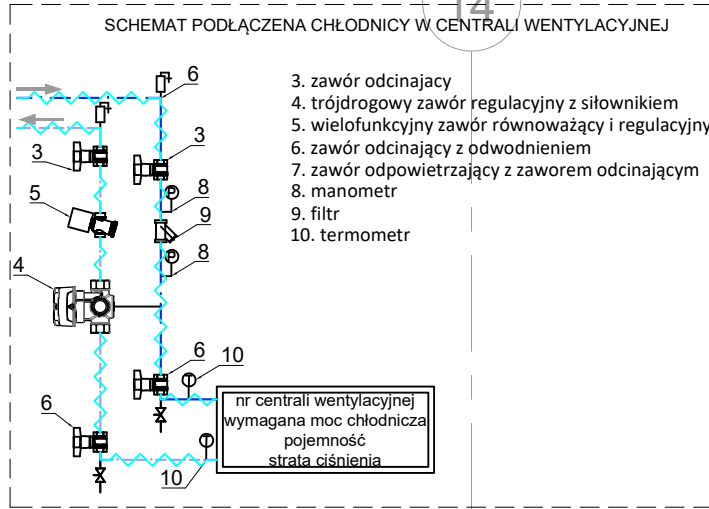 14
SCHEMAT PODŁĄCZENA CHŁODNICY W CENTRALI WENTYLACYJNEJ
3. zawór odcinajacy
4. trójdrogowy zawór regulacyjny z siłownikiem
5. wielofunkcyjny zawór równoważący i regulacyjny
6. zawór odcinający z odwodnieniem
7. zawór odpowietrzający z zaworem odcinającym
8. manometr
9. filtr
10. termometr
6
3
3
8
5
9
8
4
6
10
6
10
nr centrali wentylacyjnej
wymagana moc chłodnicza
pojemność
strata ciśnienia